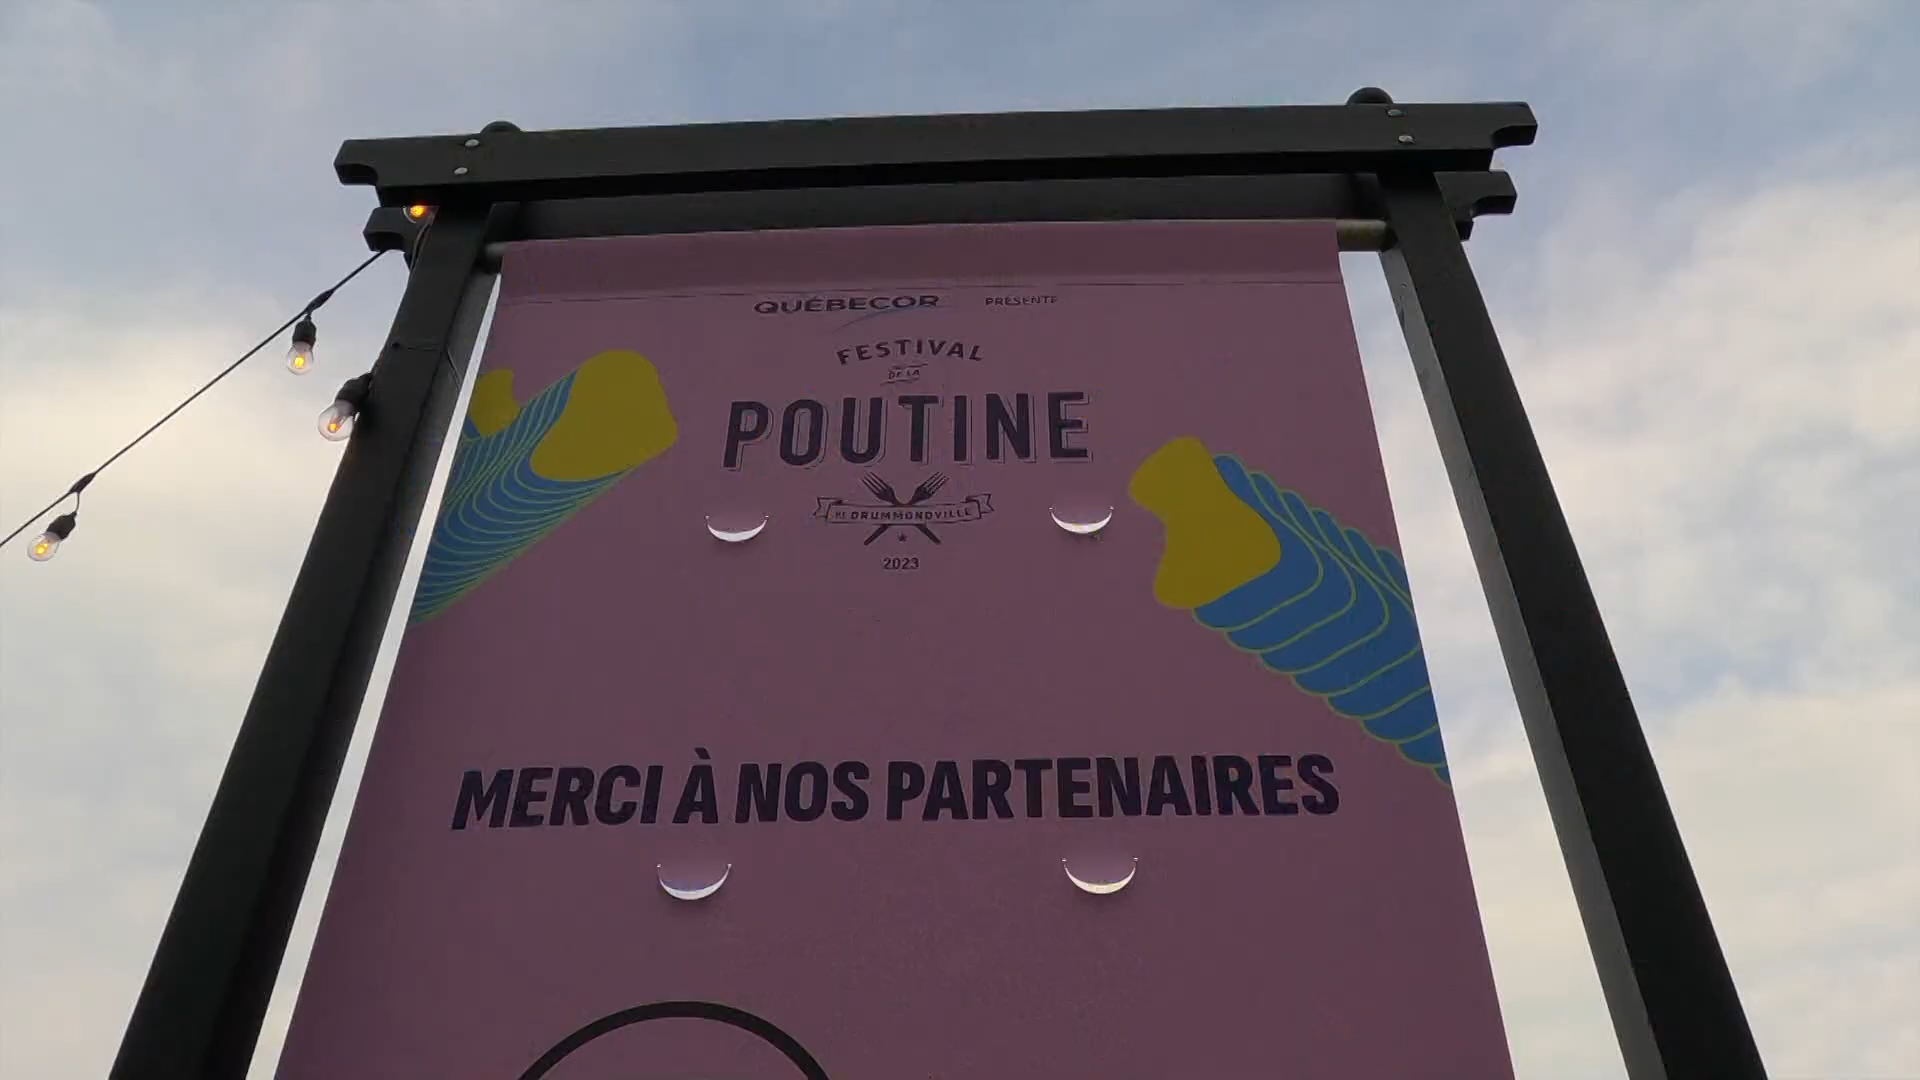 QUÉBECOR PRÉSENTE
FESTIVAL
DE LA
POUTINE
DE DRUMMONDVILLE
2023
MERCI À NOS PARTENAIRES